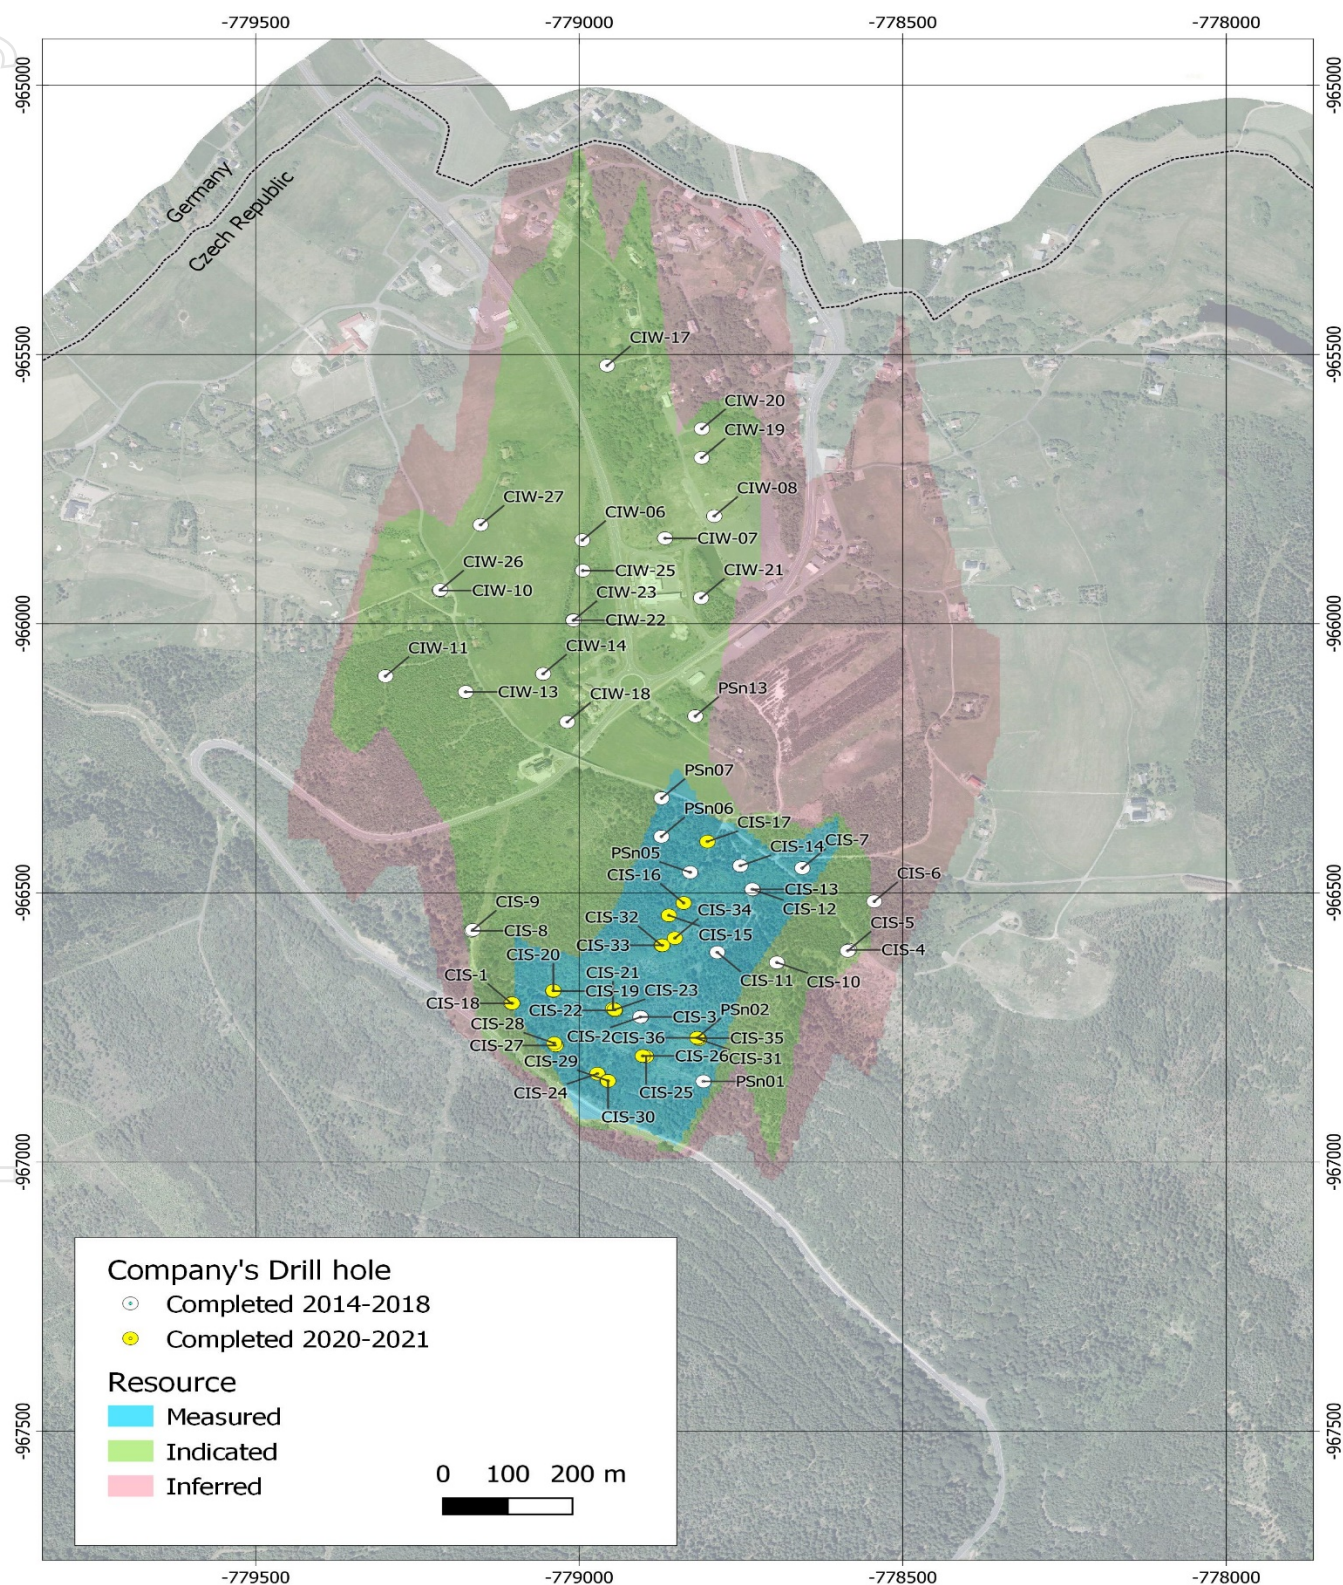 -779500 -779000 -778500 -778000
-965000 -965000
Germany
Czech Republic
CIW-17
-965500 -965500
CIW-20
CIW-19
CIW-27
CIW-08
CIW-06
CIW-07
CIW-26
CIW-25
CIW-21
CIW-10
CIW-23
-966000 -966000
CIW-22
CIW-11
CIW-14
CIW-13
CIW-18
PSn13
PSn07
PSn06
CIS-17
CIS-14
CIS-7
PSn05
CIS-16
CIS-6
-966500 -966500
CIS-13
CIS-9
CIS-12
CIS-34
CIS-32
CIS-5
CIS-8
CIS-15
CIS-33
CIS-4
CIS-20
CIS-10
CIS-1
CIS-21
CIS-11
CIS-19
CIS-23
CIS-18
CIS-22
PSn02
CIS-3
CIS-28
CIS-2
CIS-36
CIS-35
CIS-27
CIS-29
CIS-26
CIS-31
CIS-24
CIS-25
PSn01
CIS-30
-967000 -967000
Company's Drill hole
Completed 2014-2018
Completed 2020-2021
Resource
Measured
Indicated
Inferred
0 100 200 m
-967500 -967500
-779500 -779000 -778500 -778000